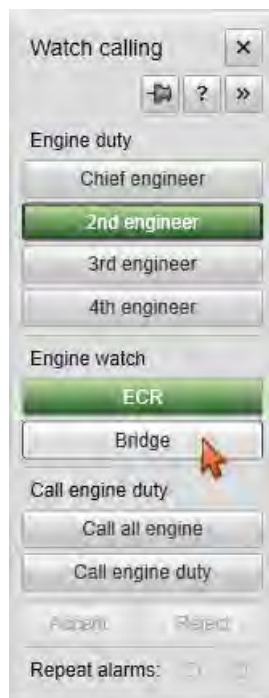 Watch calling
? »
Engine duty
Chief engineer
2nd engineer
3rd engineer
4th engineer
Engine watch
ECR
Bridge
Call engine duty
Call all engine
Call engine duty
Accept Reject
Repeat alarms: